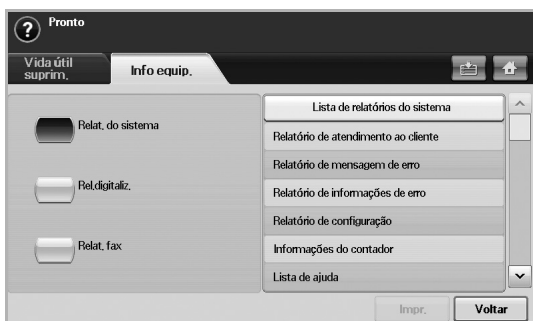 Pronto
Vida útil
suprim.
Info equip.
Relat. do sistema
Rel.digitaliz.
Relat. fax
Lista de relatórios do sistema
Relatório de atendimento ao cliente
Relatório de mensagem de erro
Relatório de informações de erro
Relatório de configuração
Informações do contador
Lista de ajuda
Impr.
Voltar